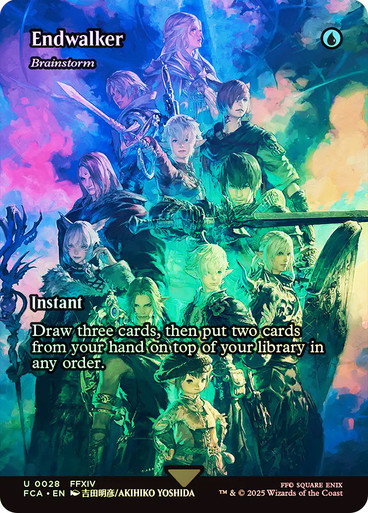 Endwalker
Brainstorm
Instant
Draw three cards, then put two cards
from your hand on top of your library in
any order.
U 0028 FFXIV
FCA • EN 吉田明彦/AKIHIKO YOSHIDA
FF© SQUARE ENIX
™ & © 2025 Wizards of the Coast